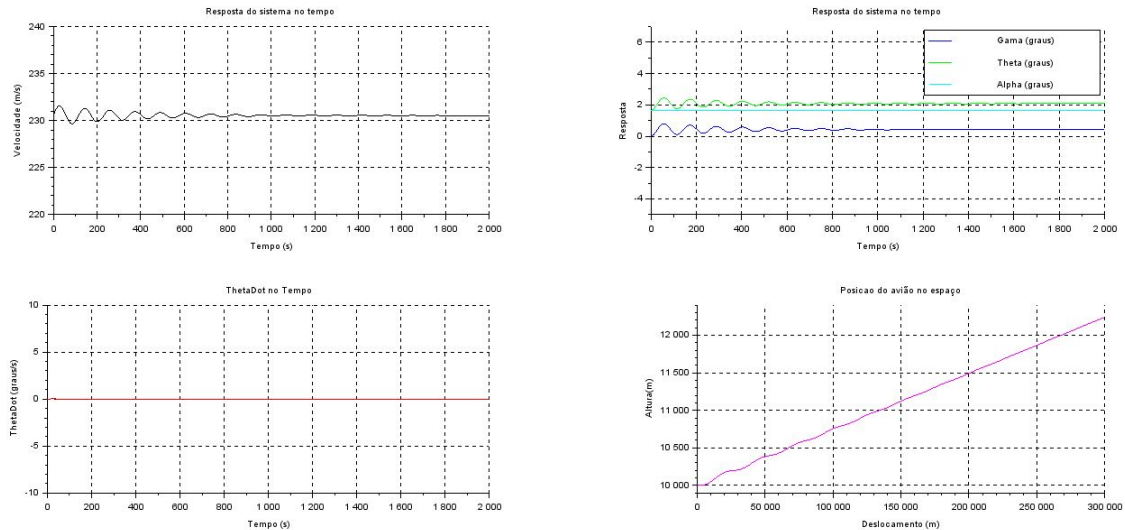 Resposta do sistema no tempo
240
235
230
225
220
Velocidade (m/s)
0 200 400 600 800 1 000 1 200 1 400 1 600 1 800 2 000
Tempo (s)
Resposta do sistema no tempo
6
4
2
0
-2
-4
Resposta
Gama (graus)
Theta (graus)
Alpha (graus)
0 200 400 600 800 1 000 1 200 1 400 1 600 1 800 2 000
Tempo (s)
ThetaDot no Tempo
10
5
0
-5
-10
ThetaDot (graus/s)
0 200 400 600 800 1 000 1 200 1 400 1 600 1 800 2 000
Tempo (s)
Posicao do avião no espaço
12 000
11 500
11 000
10 500
10 000
Altura(m)
0 50 000 100 000 150 000 200 000 250 000 300 000
Deslocamento (m)